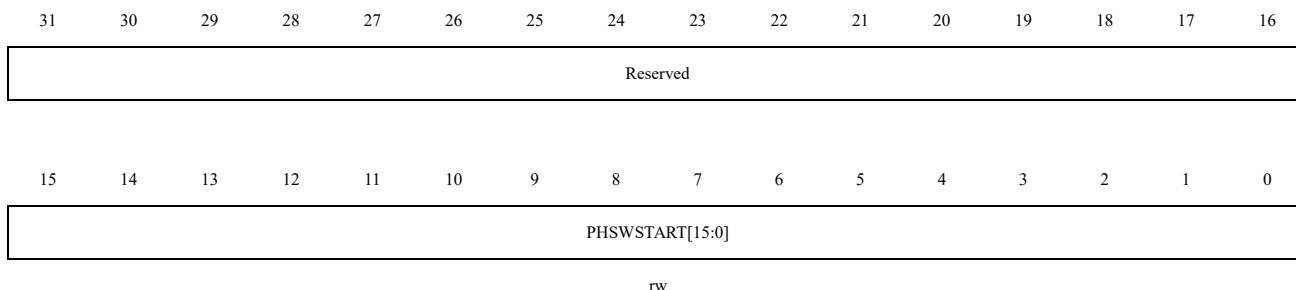 31 30 29 28 27 26 25 24 23 22 21 20 19 18 17 16
Reserved
15 14 13 12 11 10 9 8 7 6 5 4 3 2 1 0
PHSWSTART[15:0]
rw